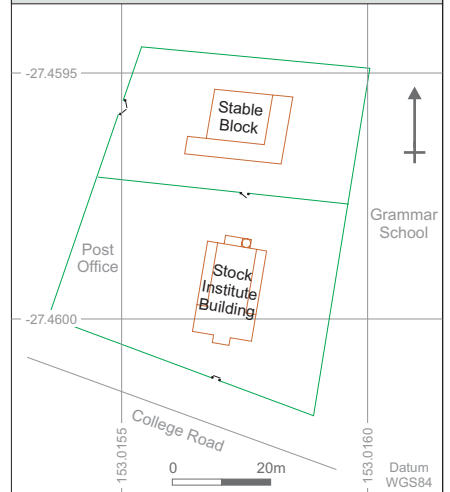 -27.4595
Stable
Block
Grammar
School
Post
Office
Stock
Institute
Building
-27.4600
College Road
153.0155
153.0160
0 20m
Datum
WGS84